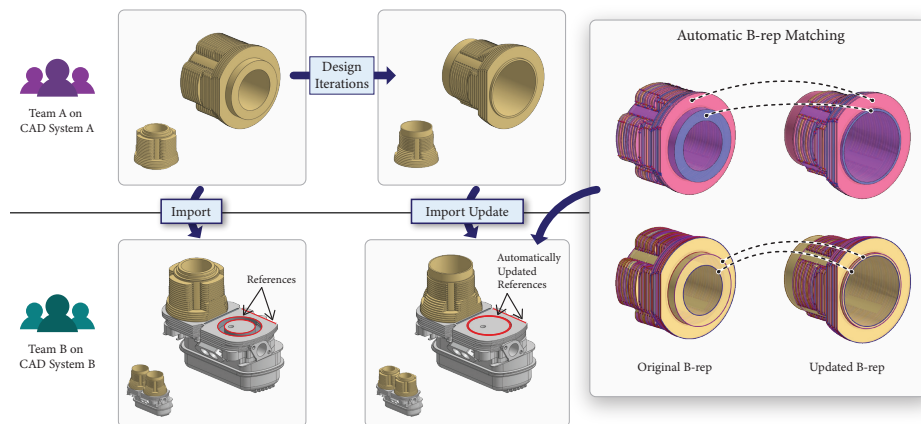 Automatic B-rep Matching
Design
Iterations
Team A on
CAD System A
Import
Import Update
References
Automatically
Updated
References
Team B on
CAD System B
Original B-rep
Updated B-rep